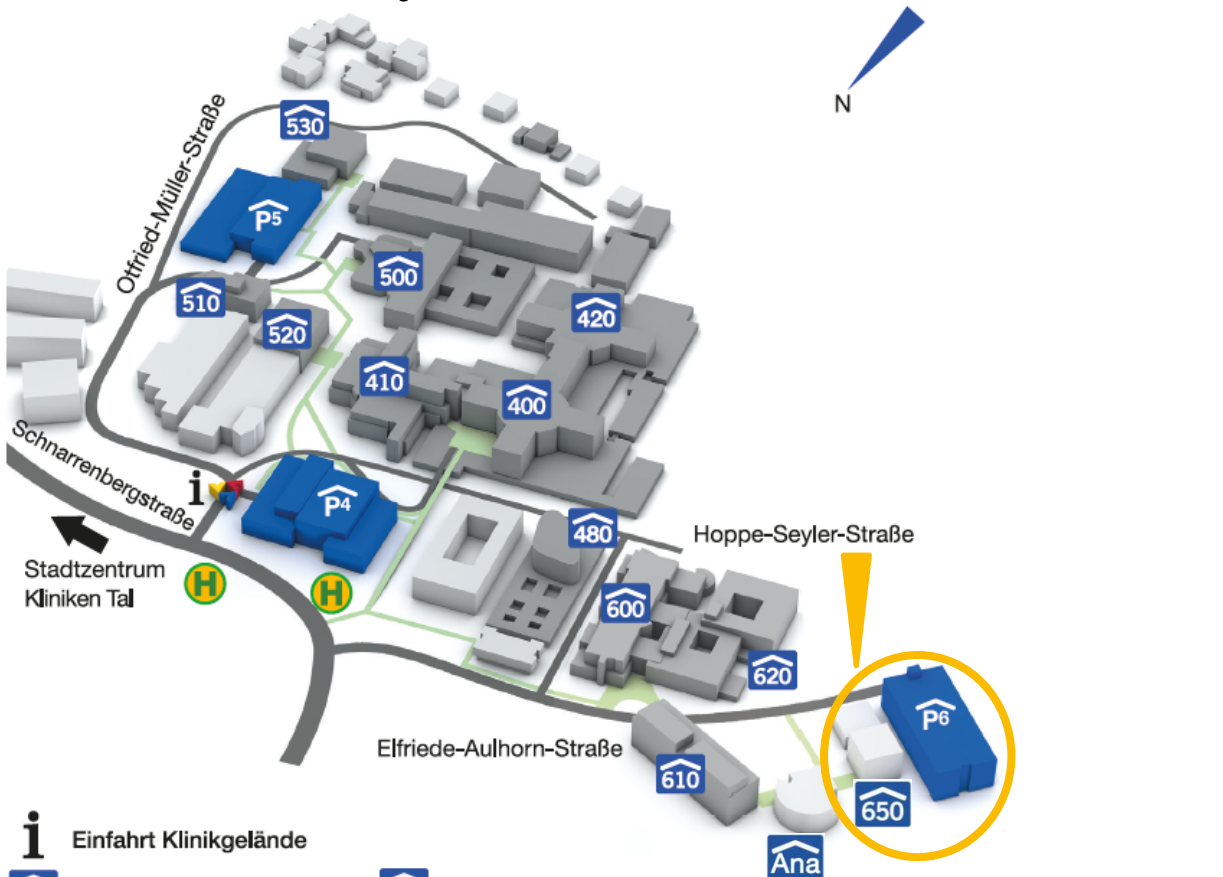 N
530
Otfried-Müller-Straße
P5
500
510
420
520
410
400
Schnarrenbergstraße
i
P4
480
Hoppe-Seyler-Straße
Stadtzentrum
Kliniken Tal
H
H
600
620
P6
Elfriede-Aulhorn-Straße
610
650
i Einfahrt Klinikgelände
Ana